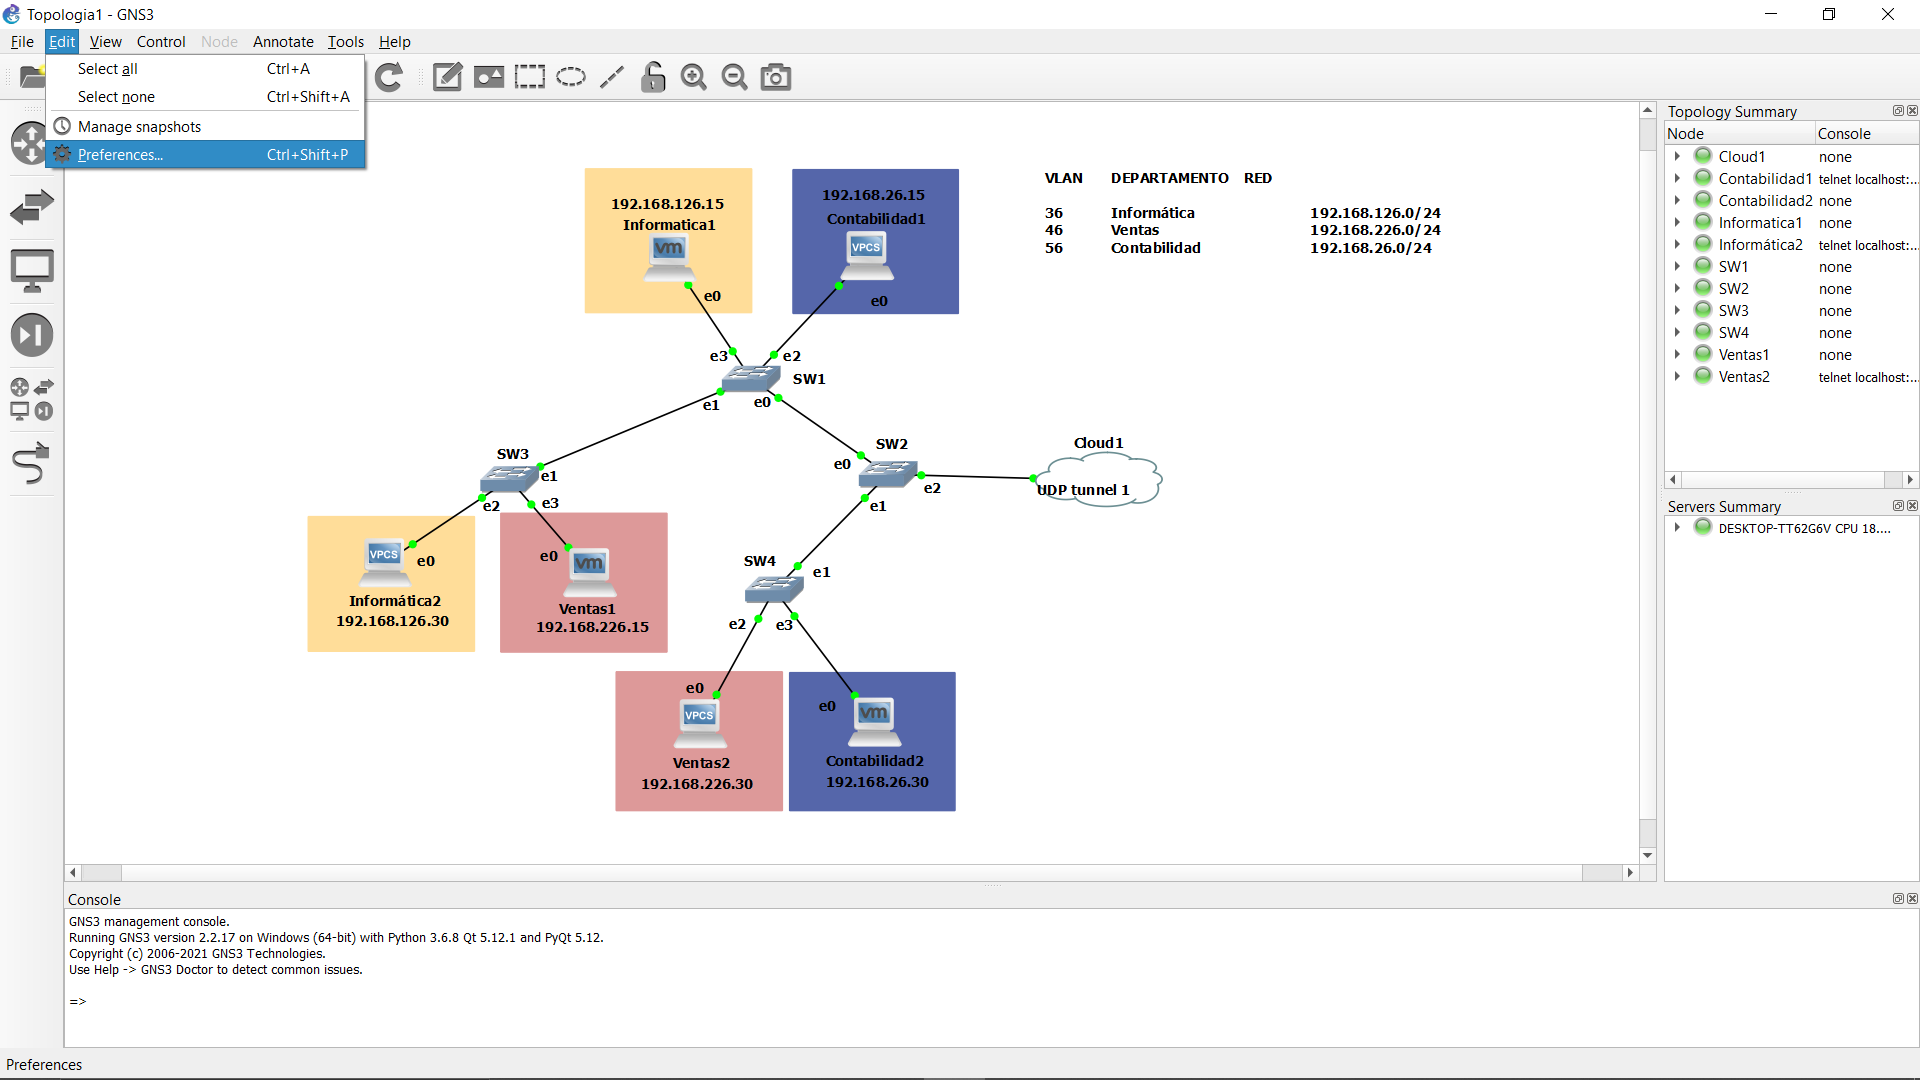 Topologia1 - GNS3
File Edit View Control Node Annotate Tools Help
Select all Ctrl+A
Select none Ctrl+Shift+A
Manage snapshots
Preferences... Ctrl+Shift+P
192.168.126.15
Informatica1
vm
e0
192.168.26.15
Contabilidad1
VPCS
e0
VLAN DEPARTAMENTO RED
36 Informática 192.168.126.0/24
46 Ventas 192.168.226.0/24
56 Contabilidad 192.168.26.0/24
e3 e2
SW1
e1 e0
SW3
e1
e2 e3
SW2
e0
e2
e1
Cloud1
UDP tunnel 1
VPCS
e0
Informática2
192.168.126.30
e0
vm
Ventas1
192.168.226.15
SW4
e1
e2 e3
e0
VPCS
Ventas2
192.168.226.30
e0
vm
Contabilidad2
192.168.26.30
Topology Summary
Node Console
Cloud1 none
Contabilidad1 telnet localhost:...
Contabilidad2 none
Informatica1 none
Informática2 telnet localhost:...
SW1 none
SW2 none
SW3 none
SW4 none
Ventas1 none
Ventas2 telnet localhost:...
Servers Summary
DESKTOP-TT62G6V CPU 18....
Console
GNS3 management console.
Running GNS3 version 2.2.17 on Windows (64-bit) with Python 3.6.8 Qt 5.12.1 and PyQt 5.12.
Copyright (c) 2006-2021 GNS3 Technologies.
Use Help -> GNS3 Doctor to detect common issues.
=>
Preferences